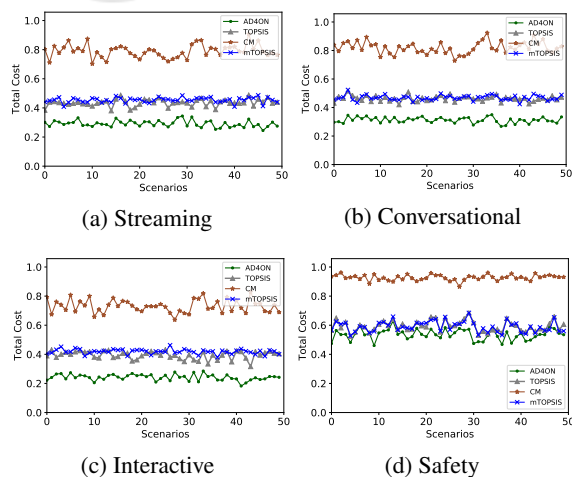 1.0
0.8
0.6
0.4
0.2
0.0
Total Cost
0 10 20 30 40 50
Scenarios
AD4ON
TOPSIS
CM
mTOPSIS
(a) Streaming
1.0
0.8
0.6
0.4
0.2
0.0
Total Cost
0 10 20 30 40 50
Scenarios
AD4ON
TOPSIS
CM
mTOPSIS
(b) Conversational
1.0
0.8
0.6
0.4
0.2
0.0
Total Cost
0 10 20 30 40 50
Scenarios
AD4ON
TOPSIS
CM
mTOPSIS
(c) Interactive
1.0
0.8
0.6
0.4
0.2
0.0
Total Cost
0 10 20 30 40 50
Scenarios
AD4ON
TOPSIS
CM
mTOPSIS
(d) Safety